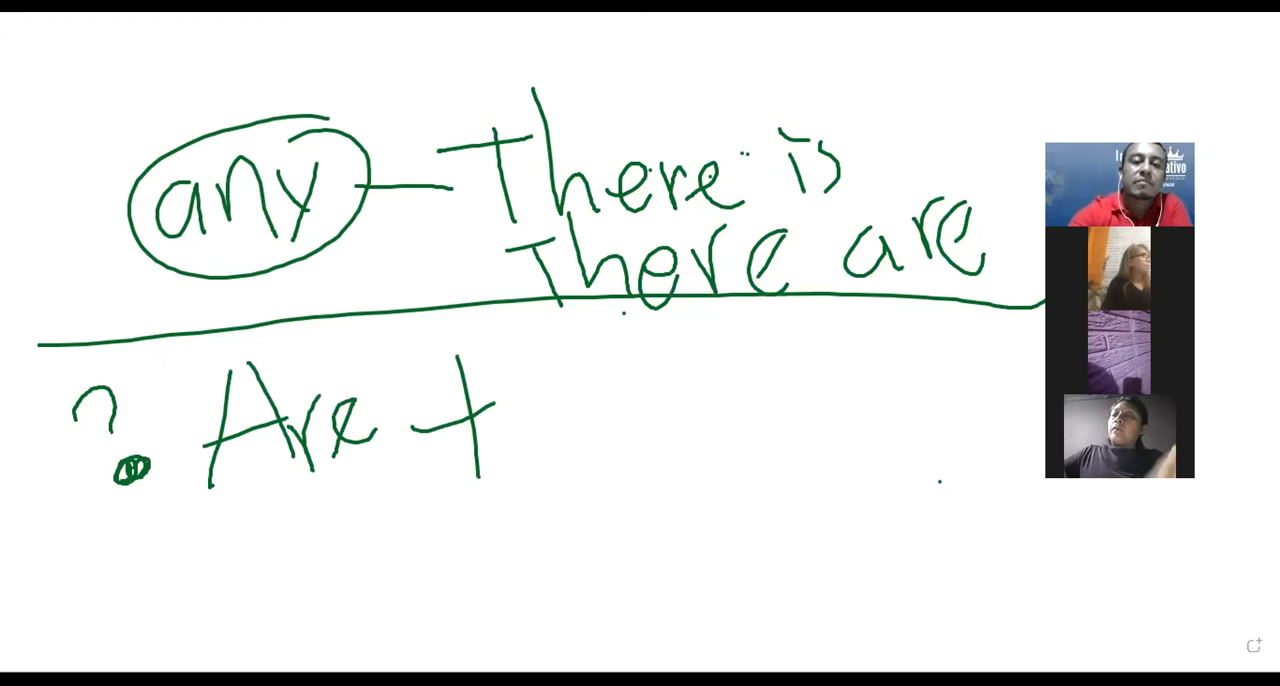 any — There is
There are
? Are +